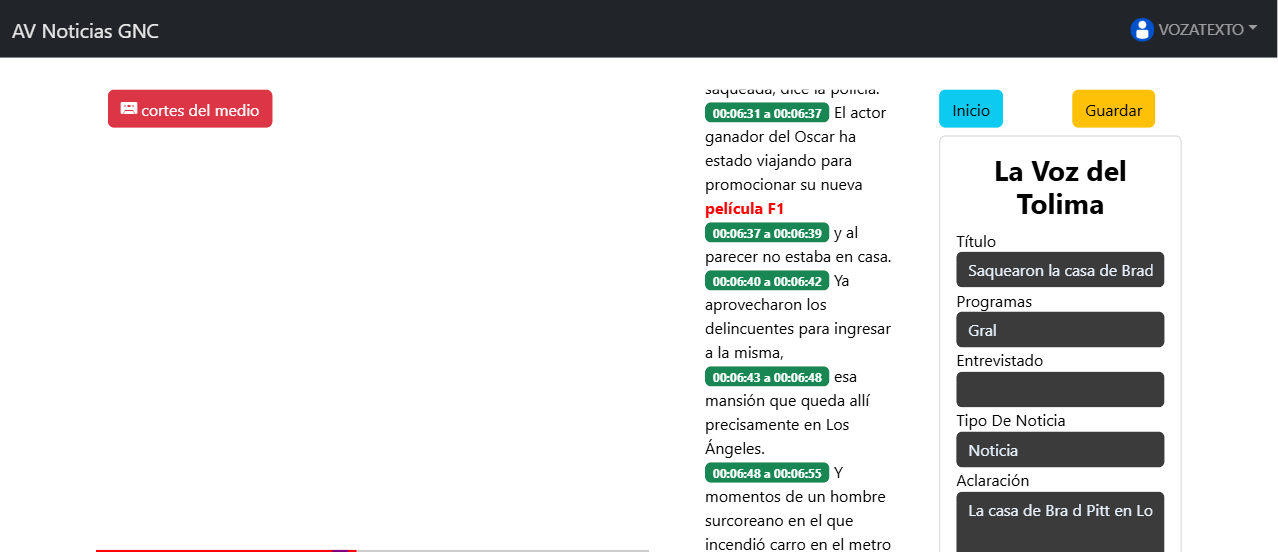 AV Noticias GNC
VOZATEXTO
cortes del medio
saqueada, dice la policía.
00:06:31 a 00:06:37 El actor
ganador del Oscar ha
estado viajando para
promocionar su nueva
película F1
00:06:37 a 00:06:39 y al
parecer no estaba en casa.
00:06:40 a 00:06:42 Ya
aprovecharon los
delincuentes para ingresar
a la misma,
00:06:43 a 00:06:48 esa
mansión que queda allí
precisamente en Los
Ángeles.
00:06:48 a 00:06:55 Y
momentos de un hombre
surcoreano en el que
incendió carro en el metro
Inicio
Guardar
La Voz del
Tolima
Título
Saquearon la casa de Brad
Programas
Gral
Entrevistado
Tipo De Noticia
Noticia
Aclaración
La casa de Bra d Pitt en Lo